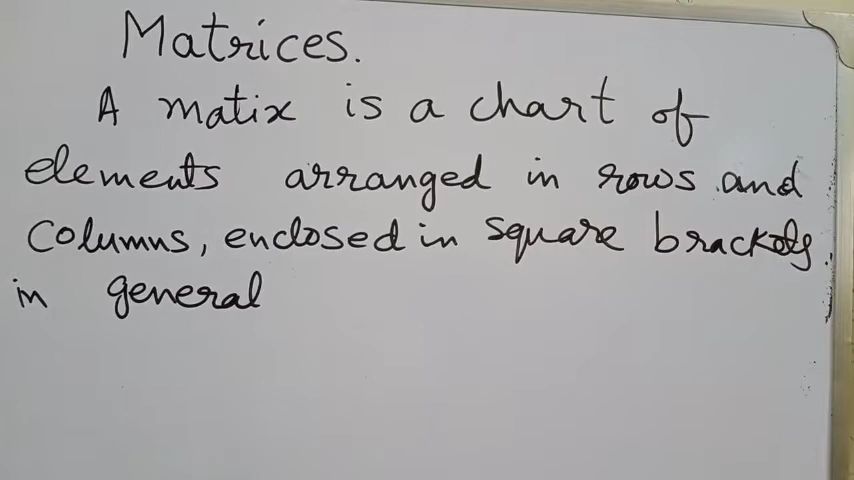 Matrices.
A matix is a chart of
elements arranged in rows and
columns, enclosed in square brackets
in general